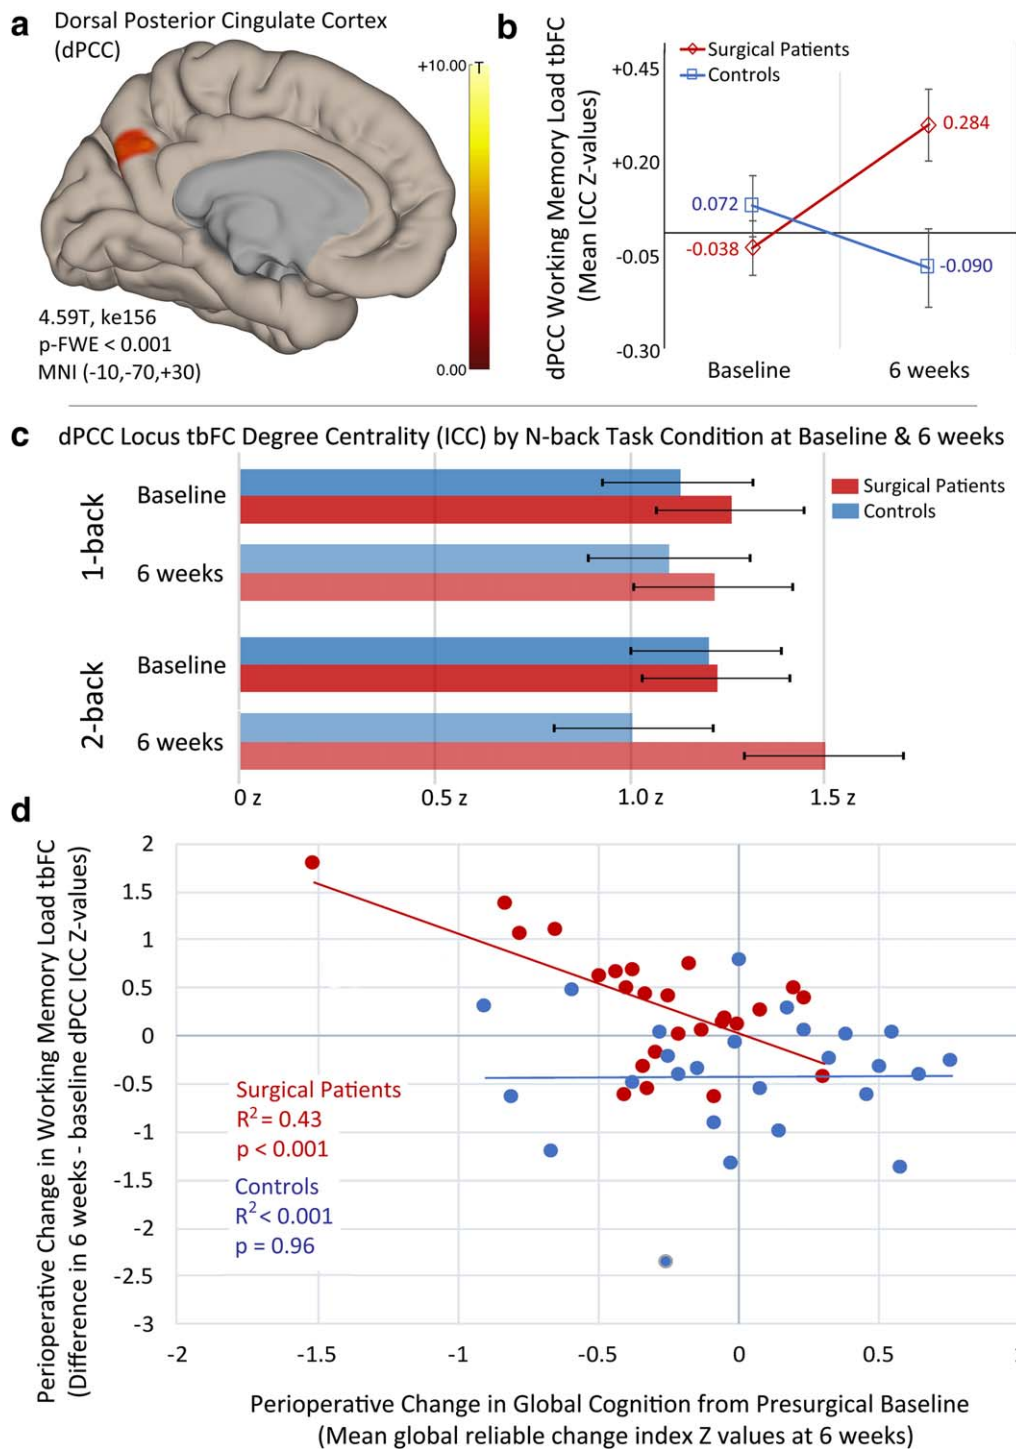 a Dorsal Posterior Cingulate Cortex
(dPCC)
+10.00
T
0.00
4.59T, ke156
p-FWE < 0.001
MNI (-10,-70,+30)
b
dPCC Working Memory Load tbFC
(Mean ICC Z-values)
Surgical Patients
Controls
+0.45
+0.20
-0.05
-0.30
0.072
-0.038
0.284
-0.090
Baseline 6 weeks
c dPCC Locus tbFC Degree Centrality (ICC) by N-back Task Condition at Baseline & 6 weeks
1-back
Baseline
6 weeks
2-back
Baseline
6 weeks
Surgical Patients
Controls
0 z 0.5 z 1.0 z 1.5 z
d
Perioperative Change in Working Memory Load tbFC
(Difference in 6 weeks - baseline dPCC ICC Z-values)
2
1.5
1
0.5
0
-0.5
-1
-1.5
-2
-2.5
-3
Surgical Patients
R² = 0.43
p < 0.001
Controls
R² < 0.001
p = 0.96
-2 -1.5 -1 -0.5 0 0.5 1
Perioperative Change in Global Cognition from Presurgical Baseline
(Mean global reliable change index Z values at 6 weeks)